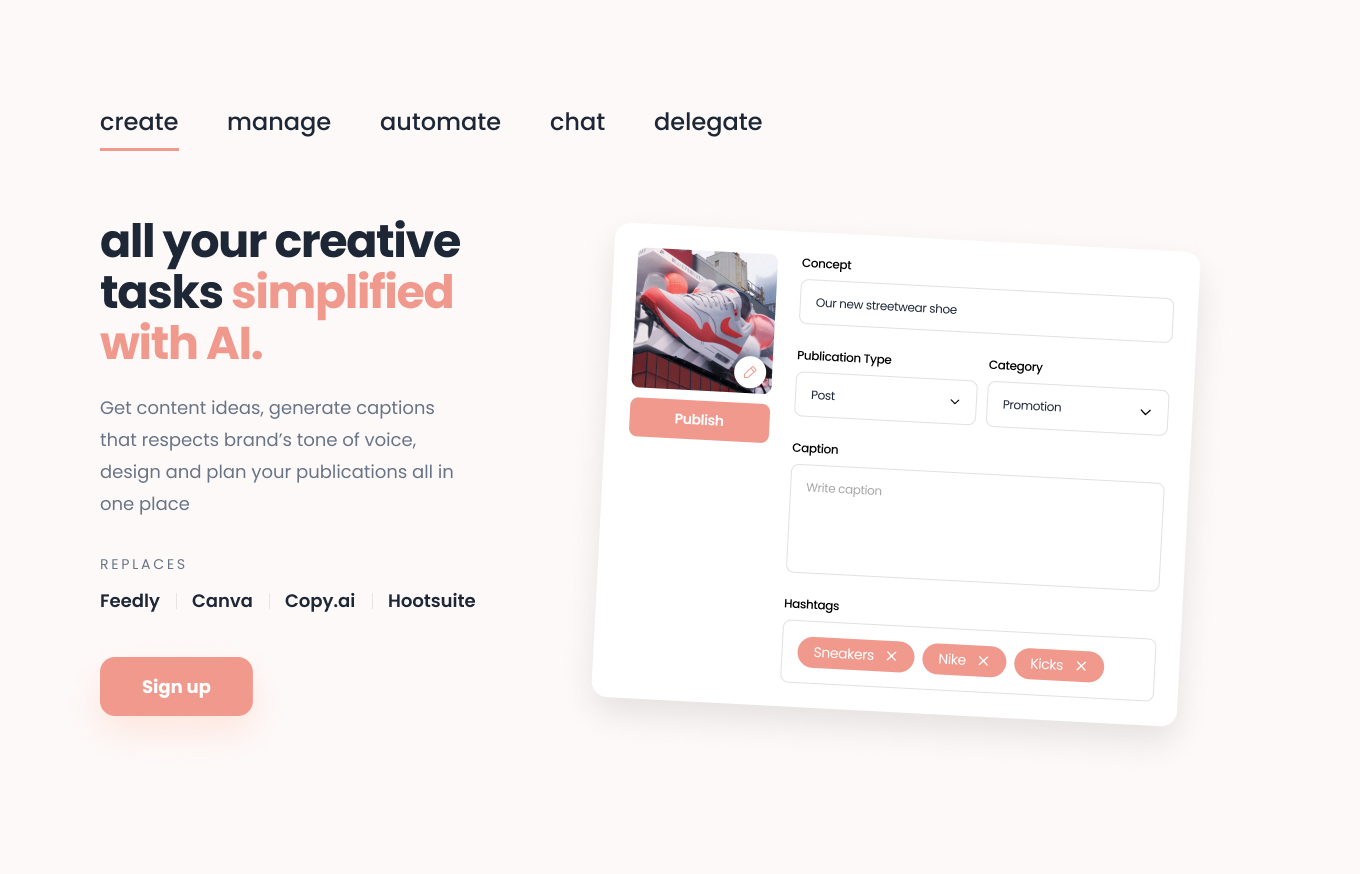 create manage automate chat delegate
all your creative
tasks simplified
with AI.
Get content ideas, generate captions
that respects brand’s tone of voice,
design and plan your publications all in
one place
REPLACES
Feedly Canva Copy.ai Hootsuite
Sign up
Concept
Our new streetwear shoe
Publication Type Category
Post Promotion
Publish
Caption
Write caption
Hashtags
Sneakers Nike Kicks